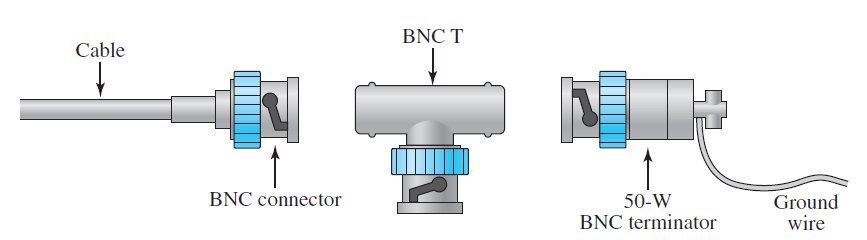 Cable
BNC T
BNC connector
50-W
BNC terminator
Ground
wire